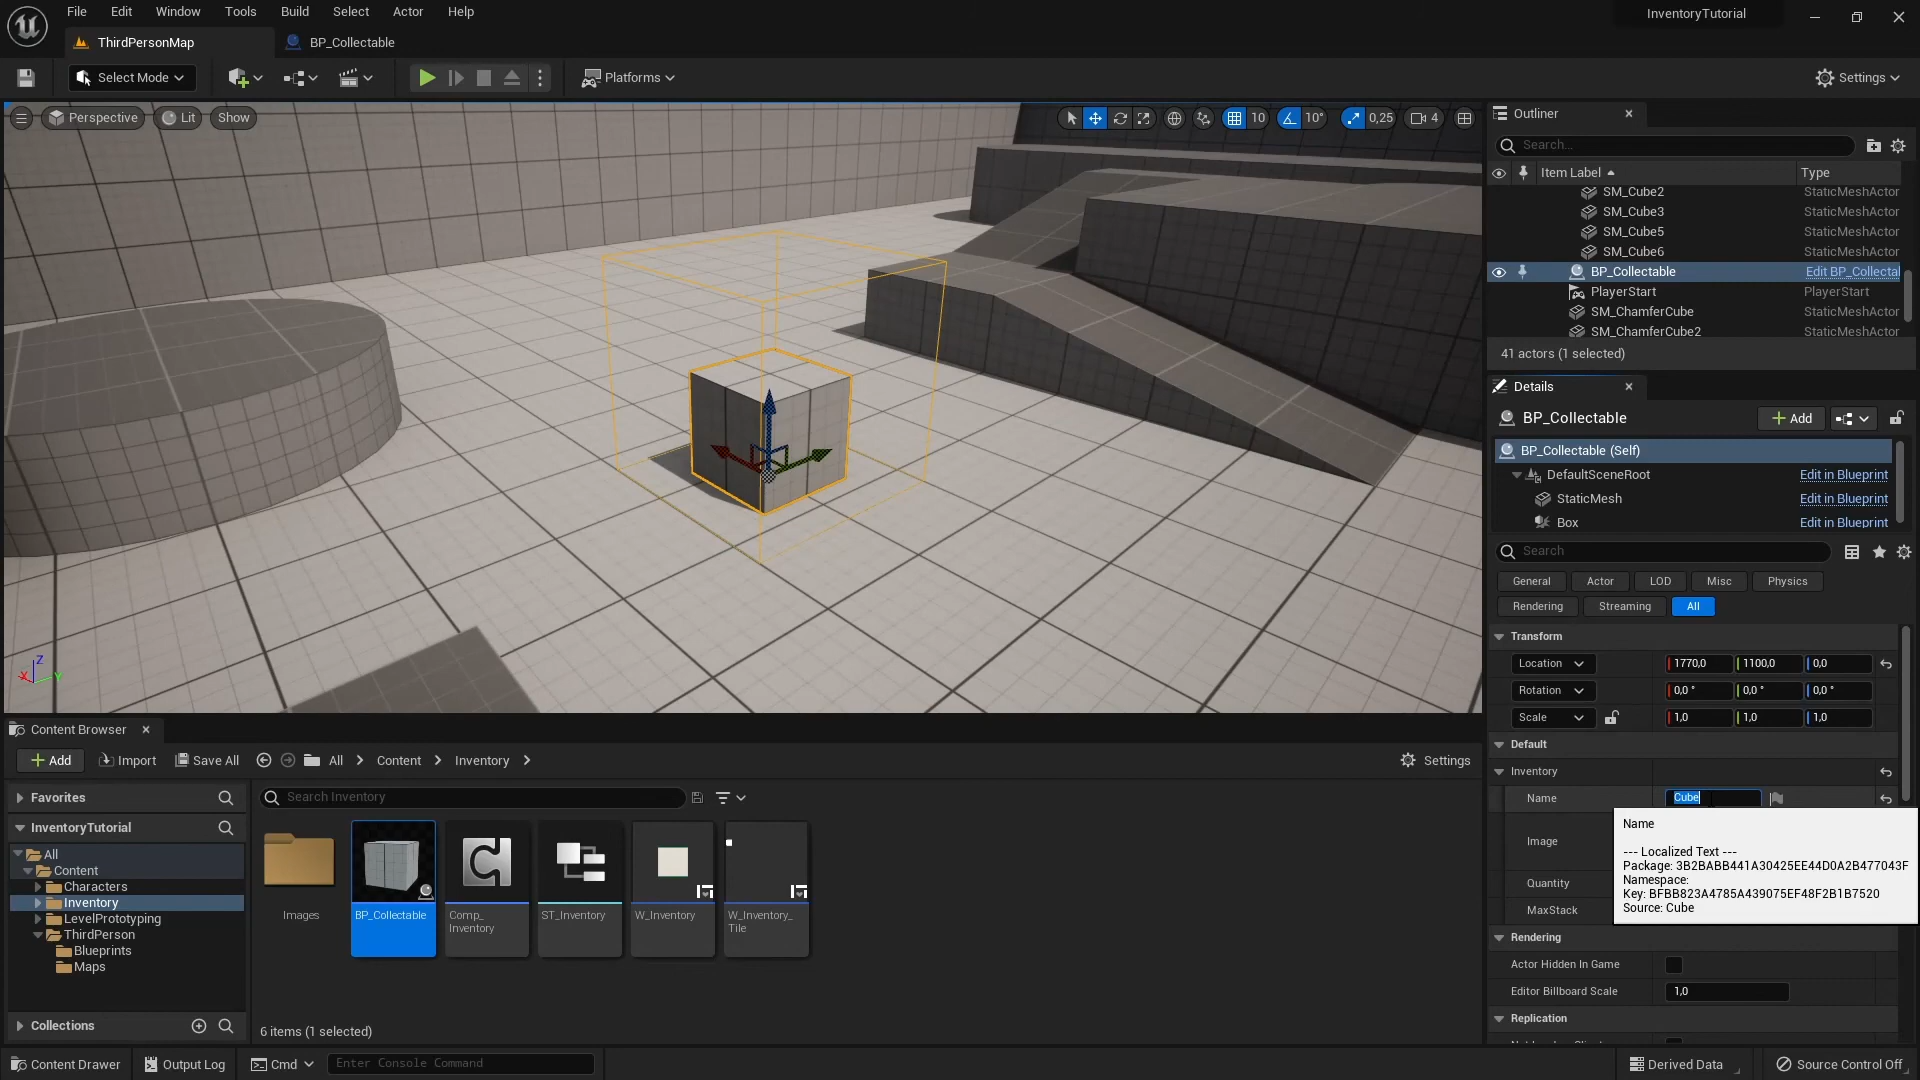 File Edit Window Tools Build Select Actor Help
InventoryTutorial
ThirdPersonMap
BP_Collectable
Select Mode
Platforms
Settings
Perspective
Lit
Show
10
10°
0,25
4
Outliner
Search...
Item Label
Type
SM_Cube2 StaticMeshActor
SM_Cube3 StaticMeshActor
SM_Cube5 StaticMeshActor
SM_Cube6 StaticMeshActor
BP_Collectable Edit BP_Collectal
PlayerStart PlayerStart
SM_ChamferCube StaticMeshActor
SM_ChamferCube2 StaticMeshActor
41 actors (1 selected)
Details
BP_Collectable
Add
BP_Collectable (Self)
DefaultSceneRoot Edit in Blueprint
StaticMesh Edit in Blueprint
Box Edit in Blueprint
Search
General Actor LOD Misc Physics
Rendering Streaming All
Transform
Location 1770,0 1100,0 0,0
Rotation 0,0 ° 0,0 ° 0,0 °
Scale 1,0 1,0 1,0
Default
Inventory
Name Cube
Image
Quantity
MaxStack
Name
--- Localized Text ---
Package: 3B2BABB441A30425EE44D0A2B477043F
Namespace:
Key: BFBB823A4785A439075EF48F2B1B7520
Source: Cube
Rendering
Actor Hidden In Game
Editor Billboard Scale 1,0
Replication
Z
X
Y
Content Browser
Add
Import
Save All
All
Content
Inventory
Settings
Favorites
InventoryTutorial
All
Content
Characters
Inventory
LevelPrototyping
ThirdPerson
Blueprints
Maps
Collections
Search Inventory
Images
BP_Collectable
Comp_
Inventory
ST_Inventory
W_Inventory
W_Inventory_
Tile
6 items (1 selected)
Content Drawer
Output Log
Cmd
Enter Console Command
Derived Data
Source Control Off